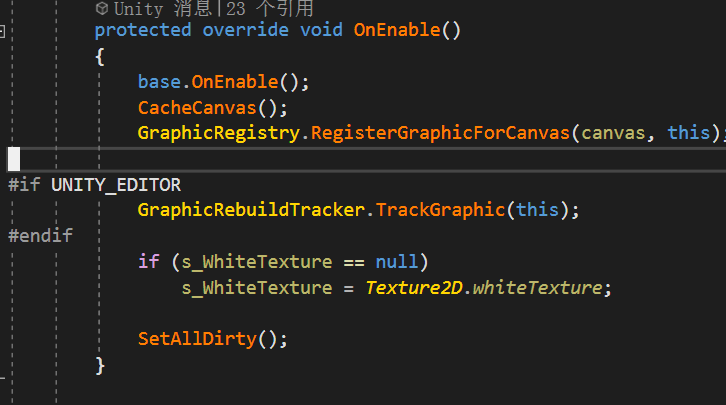 Unity 消息|23 个引用
protected override void OnEnable()
{
base.OnEnable();
CacheCanvas();
GraphicRegistry.RegisterGraphicForCanvas(canvas, this);
#if UNITY_EDITOR
GraphicRebuildTracker.TrackGraphic(this);
#endif
if (s_WhiteTexture == null)
s_WhiteTexture = Texture2D.whiteTexture;
SetAllDirty();
}